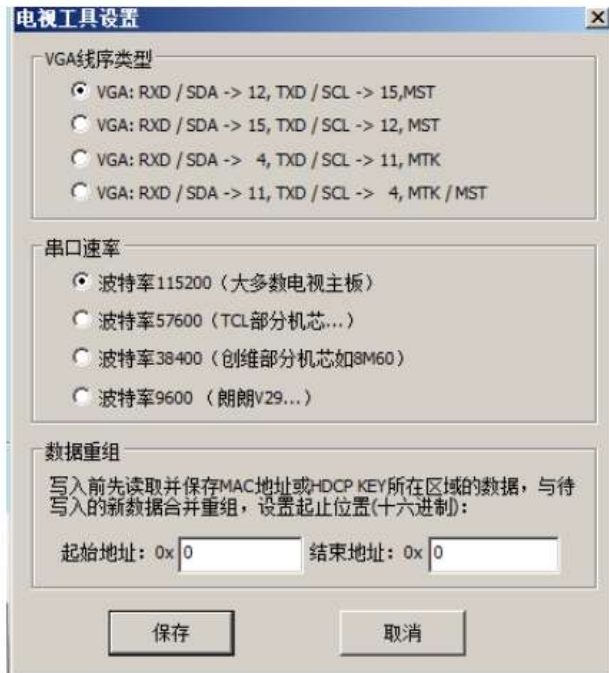 电视工具设置
VGA线序类型
VGA: RXD / SDA -> 12, TXD / SCL -> 15,MST
VGA: RXD / SDA -> 15, TXD / SCL -> 12, MST
VGA: RXD / SDA -> 4, TXD / SCL -> 11, MTK
VGA: RXD / SDA -> 11, TXD / SCL -> 4, MTK / MST
串口速率
波特率115200（大多数电视主板）
波特率57600（TCL部分机芯...）
波特率38400（创维部分机芯如8M60）
波特率9600 （朗朗V29...）
数据重组
写入前先读取并保存MAC地址或HDCP KEY所在区域的数据，与待
写入的新数据合并重组，设置起止位置(十六进制):
起始地址: 0x 0 结束地址: 0x 0
保存 取消